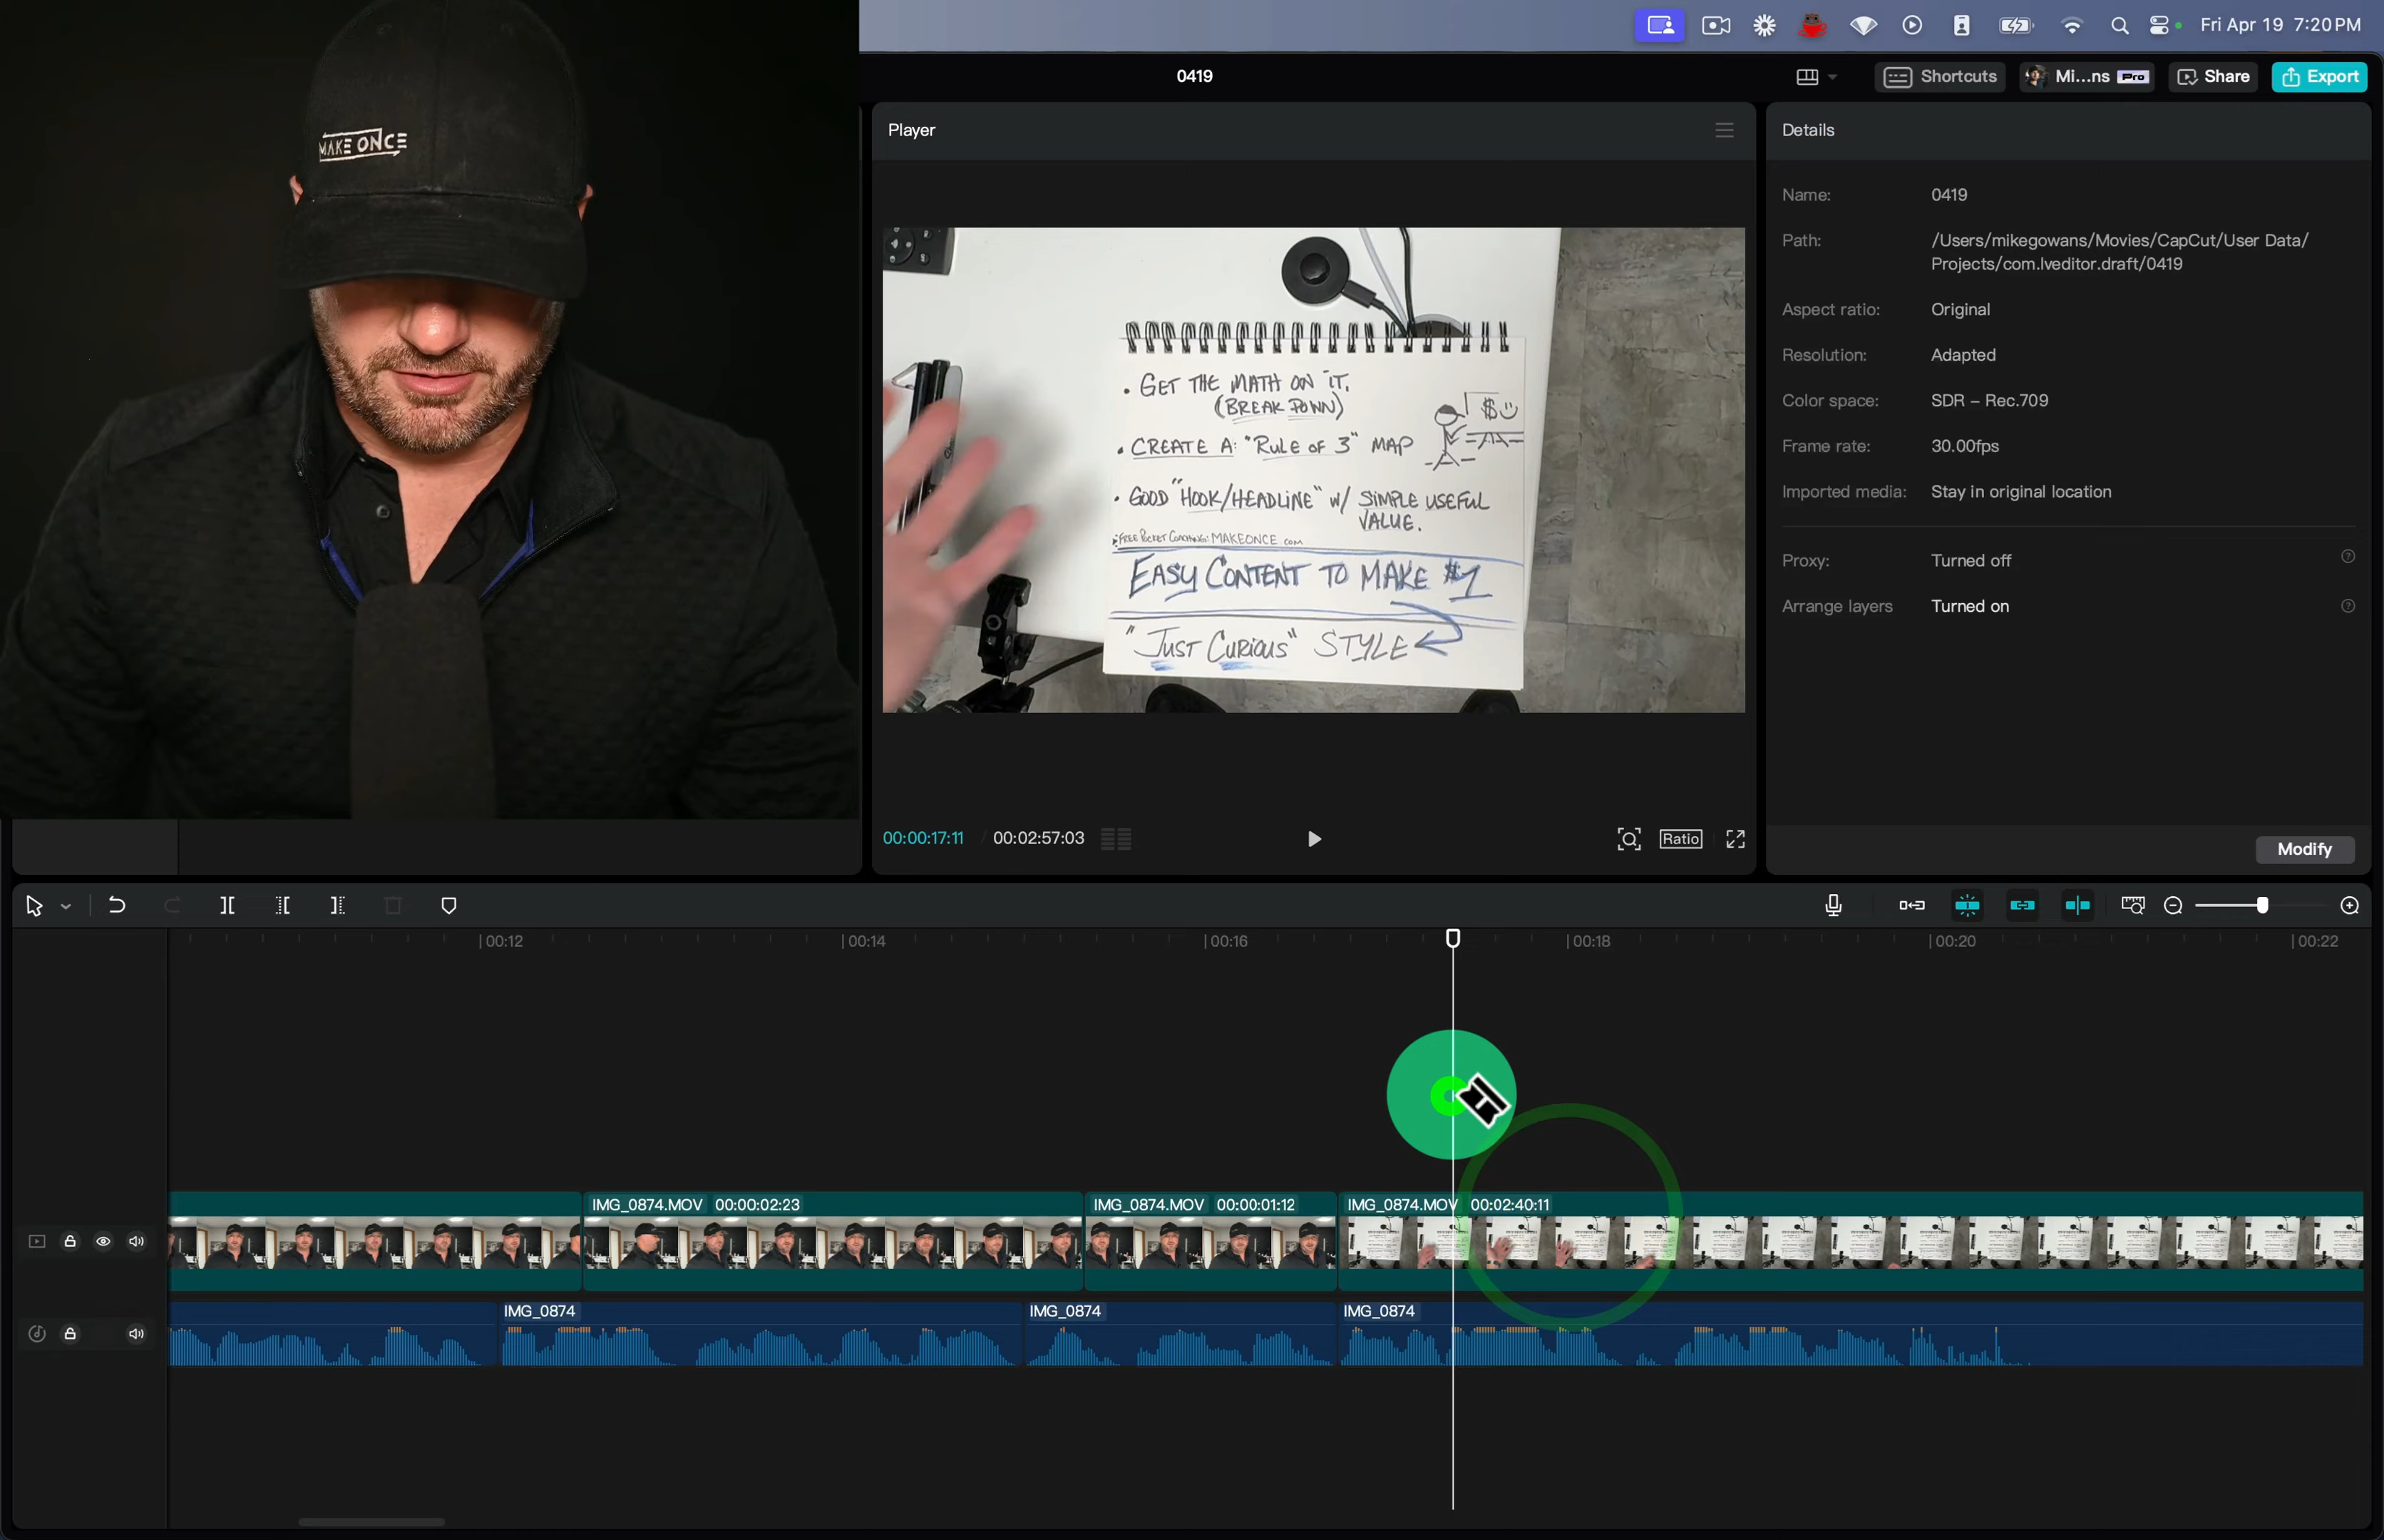 MAKE ONCE
Fri Apr 19 7:20 PM
0419
Shortcuts
Mi...ns Pro
Share
Export
Player
Details
Name: 0419
Path: /Users/mikegowans/Movies/CapCut/User Data/
Projects/com.lveditor.draft/0419
Aspect ratio: Original
Resolution: Adapted
Color space: SDR – Rec.709
Frame rate: 30.00fps
Imported media: Stay in original location
Proxy: Turned off
Arrange layers Turned on
Modify
• GET THE MATH ON IT.
(BREAK DOWN)
$
• CREATE A: "RULE OF 3" MAP
• GOOD "HOOK/HEADLINE" W/ SIMPLE USEFUL
VALUE.
FREE POCKET COACHING: MAKEONCE.COM
EASY CONTENT TO MAKE $1
"JUST CURIOUS" STYLE
00:00:17:11 / 00:02:57:03
Ratio
00:12 00:14 00:16 00:18 00:20 00:22
IMG_0874.MOV 00:00:02:23
IMG_0874.MOV 00:00:01:12
IMG_0874.MOV 00:02:40:11
IMG_0874
IMG_0874
IMG_0874